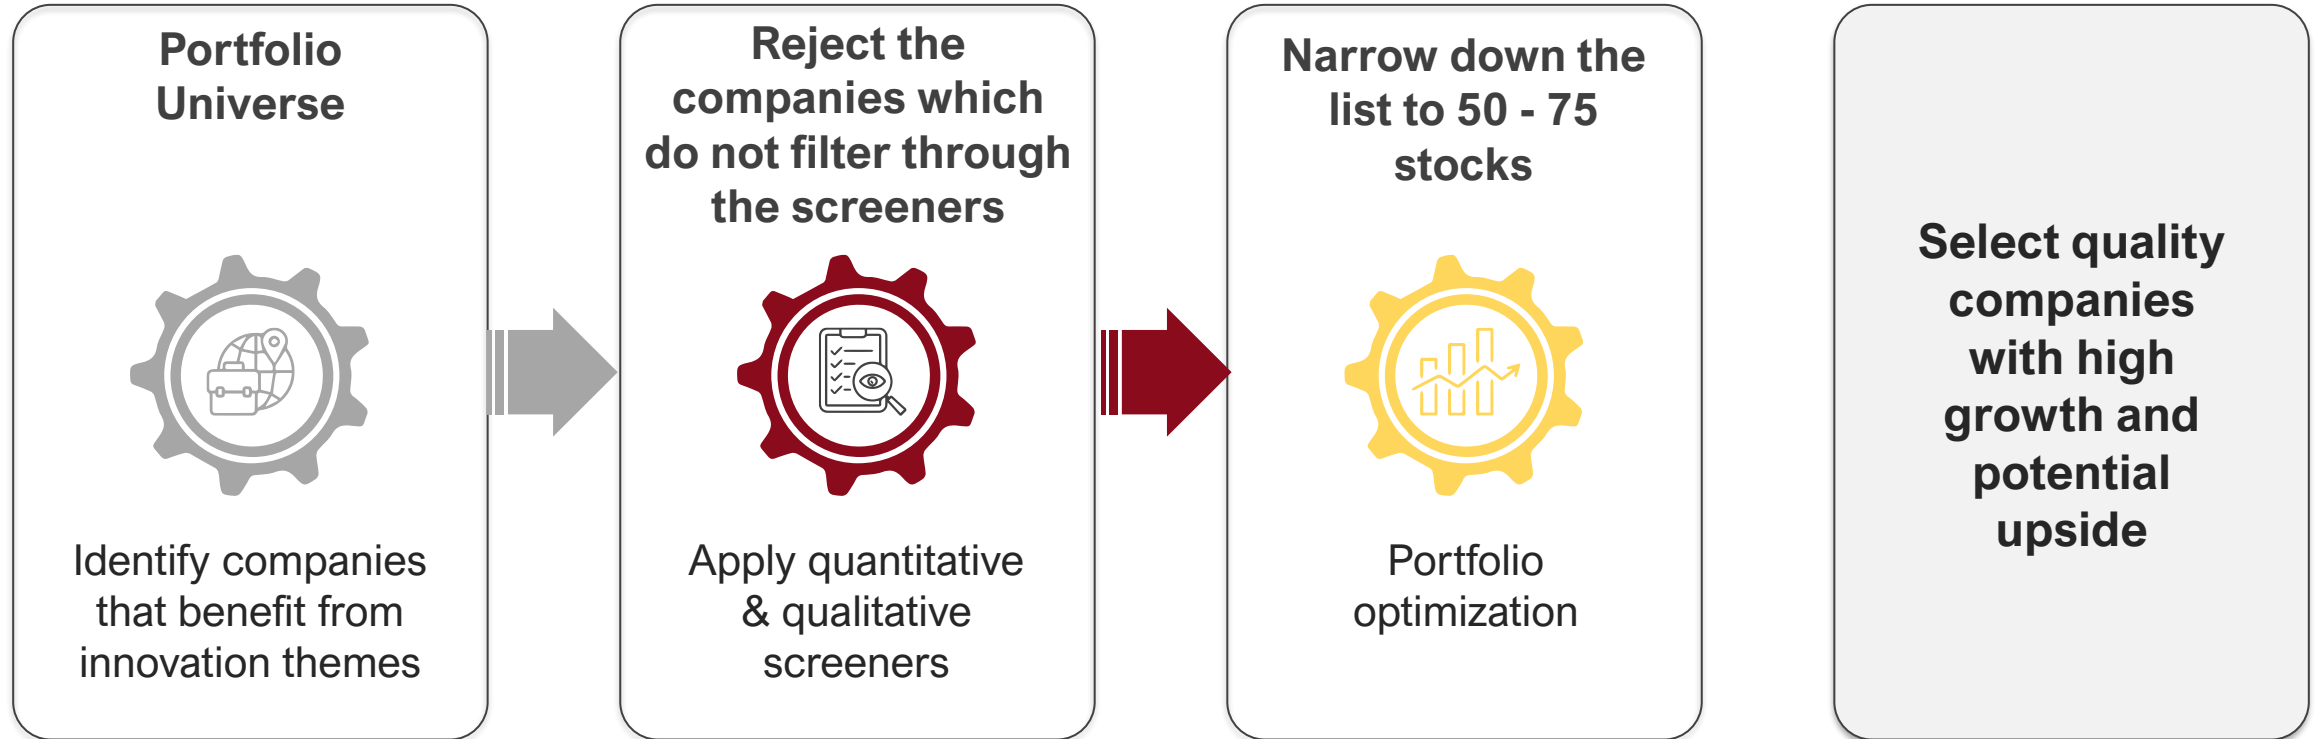 Portfolio
Universe
Identify companies
that benefit from
innovation themes
Reject the
companies which
do not filter through
the screeners
Apply quantitative
& qualitative
screeners
Narrow down the
list to 50 - 75
stocks
Portfolio
optimization
Select quality
companies
with high
growth and
potential
upside